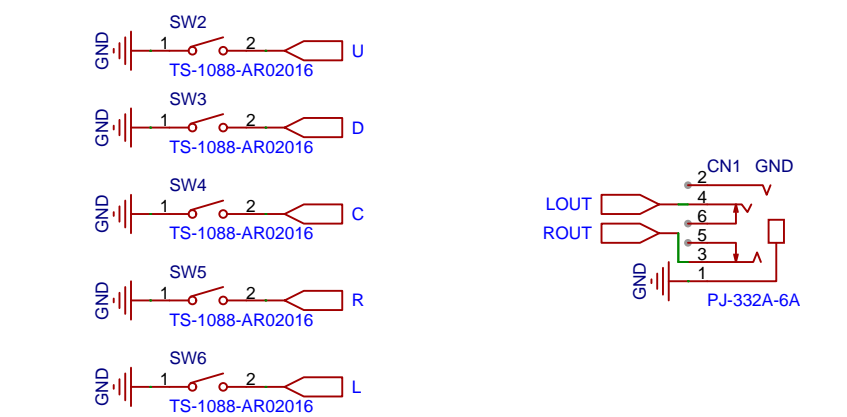 SW2
GND 1 2 U
TS-1088-AR02016
SW3
GND 1 2 D
TS-1088-AR02016
SW4
GND 1 2 C
TS-1088-AR02016
SW5
GND 1 2 R
TS-1088-AR02016
SW6
GND 1 2 L
TS-1088-AR02016
CN1 GND
2
LOUT 4
6
ROUT 5
3
GND 1
PJ-332A-6A